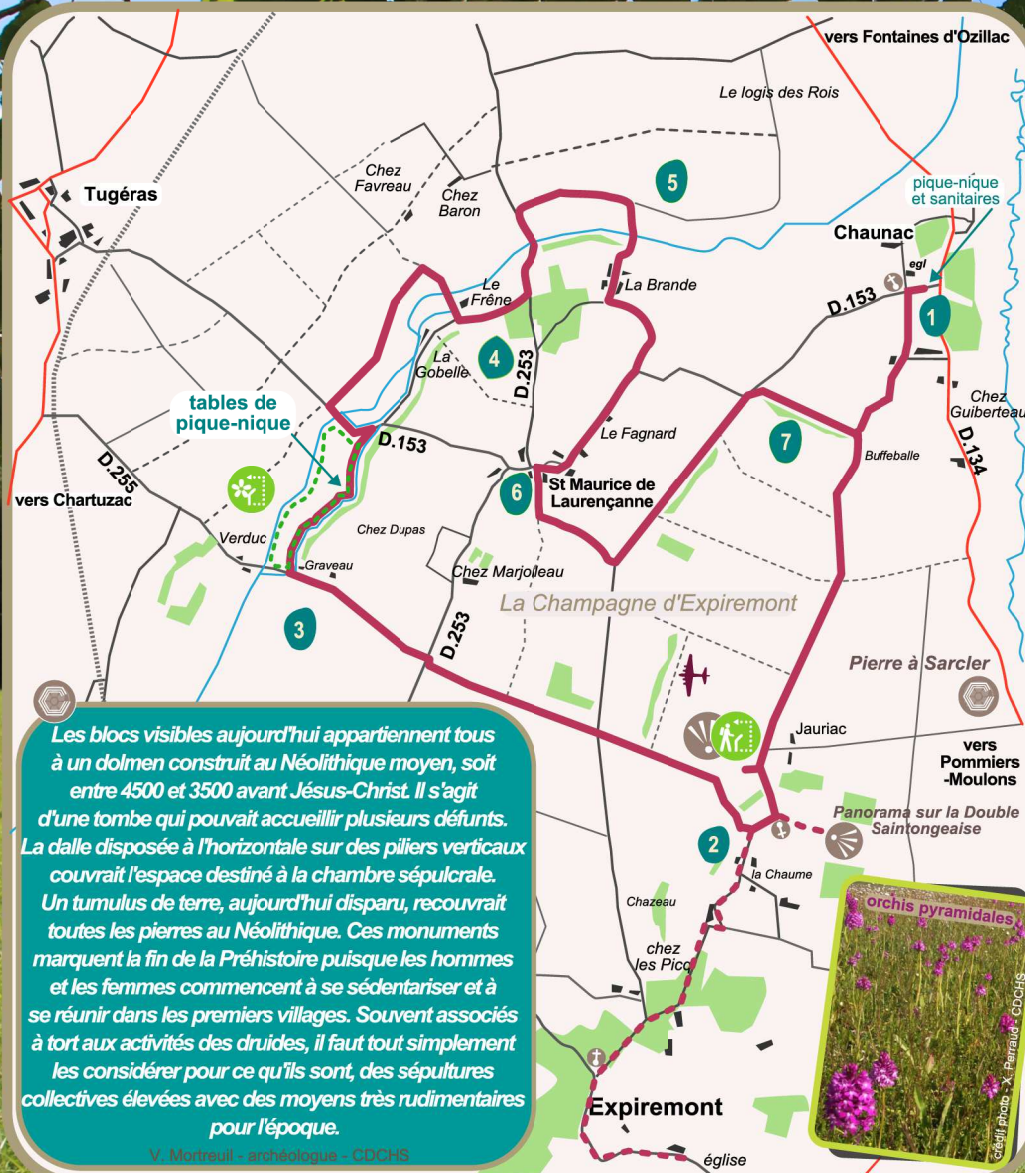 vers Fontaines d'Ozillac
Le logis des Rois
Chez
Favreau
Chez
Baron
5
pique-nique
et sanitaires
Tugéras
Chaunac
egl
Le
Frêne
La Brande
D.153
1
La
Gobelle
4
D.253
tables de
pique-nique
Chez
Guiberteau
D.153
Le Fagnard
7
D.134
Buffeballe
D.255
vers Chartuzac
6
St Maurice de
Laurençanne
Chez Dupas
Verduc
Graveau
Chez Marjoleau
La Champagne d'Expiremont
3
D.253
Pierre à Sarcler
Jauriac
vers
Pommiers
-Moulons
Panorama sur la Double
Saintongeaise
2
la Chaume
Chazeau
chez
les Picq
Expiremont
église
Les blocs visibles aujourd'hui appartiennent tous
à un dolmen construit au Néolithique moyen, soit
entre 4500 et 3500 avant Jésus-Christ. Il s'agit
d'une tombe qui pouvait accueillir plusieurs défunts.
La dalle disposée à l'horizontale sur des piliers verticaux
couvrait l'espace destiné à la chambre sépulcrale.
Un tumulus de terre, aujourd'hui disparu, recouvrait
toutes les pierres au Néolithique. Ces monuments
marquent la fin de la Préhistoire puisque les hommes
et les femmes commencent à se sédentariser et à
se réunir dans les premiers villages. Souvent associés
à tort aux activités des druides, il faut tout simplement
les considérer pour ce qu'ils sont, des sépultures
collectives élevées avec des moyens très rudimentaires
pour l'époque.
V. Mortreuil - archéologue - CDCHS
orchis pyramidales
crédit photo - X. Perraud - CDCHS